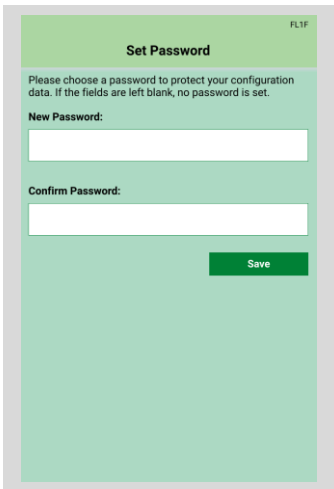 FL1F
Set Password
Please choose a password to protect your configuration
data. If the fields are left blank, no password is set.
New Password:
Confirm Password:
Save